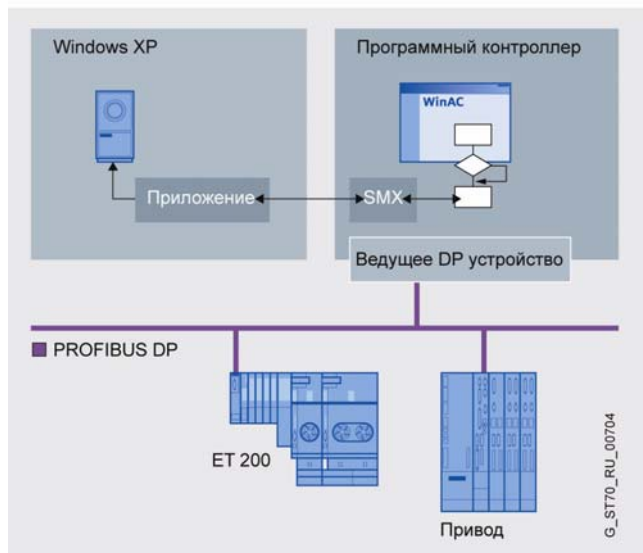 Windows XP
Программный контроллер
WinAC
Приложение
SMX
Ведущее DP устройство
PROFIBUS DP
ET 200
Привод
G_ST70_RU_00704